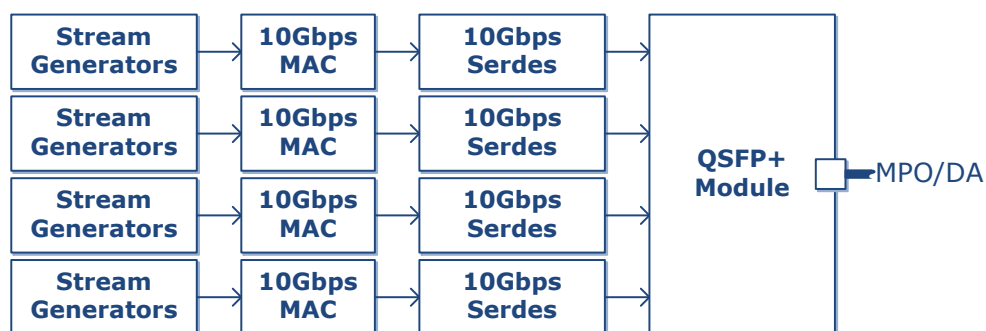 Stream
Generators
10Gbps
MAC
10Gbps
Serdes
Stream
Generators
10Gbps
MAC
10Gbps
Serdes
Stream
Generators
10Gbps
MAC
10Gbps
Serdes
Stream
Generators
10Gbps
MAC
10Gbps
Serdes
QSFP+
Module
MPO/DA